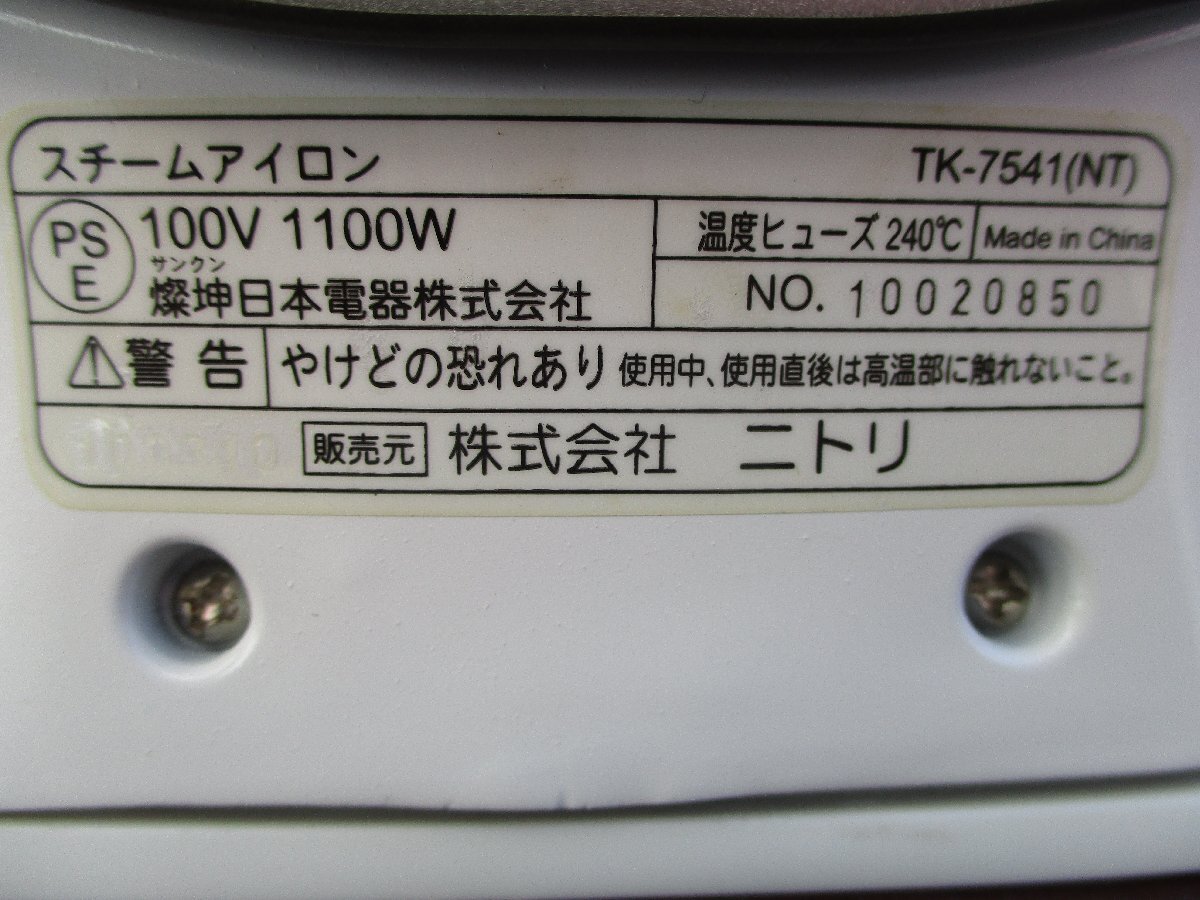 スチームアイロン TK-7541(NT)
PS
E
100V 1100W
サンクン
燦坤日本電器株式会社
温度ヒューズ 240℃ Made in China
NO. 10020850
警告 やけどの恐れあり 使用中、使用直後は高温部に触れないこと。
販売元 株式会社 ニトリ